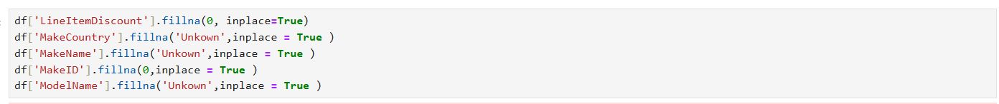 df['LineItemDiscount'].fillna(0, inplace=True)
df['MakeCountry'].fillna('Unkown',inplace = True )
df['MakeName'].fillna('Unkown',inplace = True )
df['MakeID'].fillna(0,inplace = True )
df['ModelName'].fillna('Unkown',inplace = True )